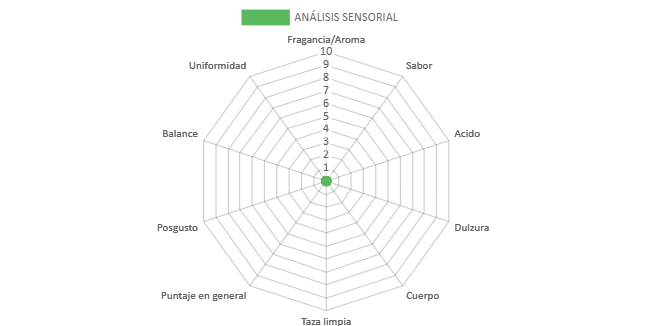 ANÁLISIS SENSORIAL
Fragancia/Aroma
10
9
8
7
6
5
4
3
2
1
Uniformidad
Sabor
Balance
Acido
Posgusto
Dulzura
Puntaje en general
Cuerpo
Taza limpia